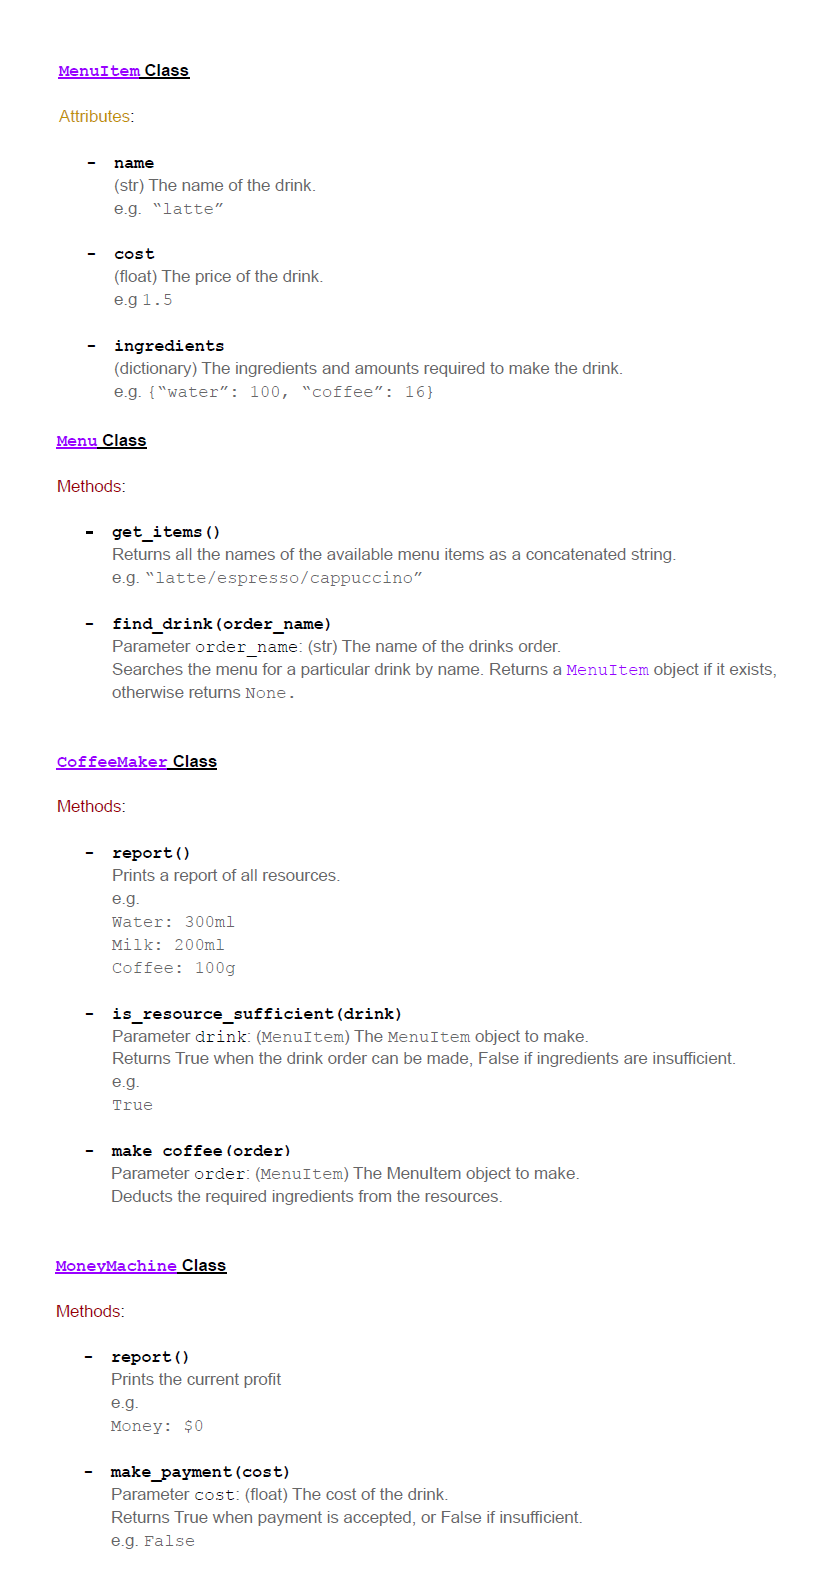 MenuItem Class
Attributes:
- name
(str) The name of the drink.
e.g. “latte”
- cost
(float) The price of the drink.
e.g 1.5
- ingredients
(dictionary) The ingredients and amounts required to make the drink.
e.g. {“water”: 100, “coffee”: 16}
Menu Class
Methods:
- get_items()
Returns all the names of the available menu items as a concatenated string.
e.g. “latte/espresso/cappuccino”
- find_drink(order_name)
Parameter order_name: (str) The name of the drinks order.
Searches the menu for a particular drink by name. Returns a MenuItem object if it exists,
otherwise returns None.
CoffeeMaker Class
Methods:
- report()
Prints a report of all resources.
e.g.
Water: 300ml
Milk: 200ml
Coffee: 100g
- is_resource_sufficient(drink)
Parameter drink: (MenuItem) The MenuItem object to make.
Returns True when the drink order can be made, False if ingredients are insufficient.
e.g.
True
- make coffee(order)
Parameter order: (MenuItem) The MenuItem object to make.
Deducts the required ingredients from the resources.
MoneyMachine Class
Methods:
- report()
Prints the current profit
e.g.
Money: $0
- make_payment(cost)
Parameter cost: (float) The cost of the drink.
Returns True when payment is accepted, or False if insufficient.
e.g. False